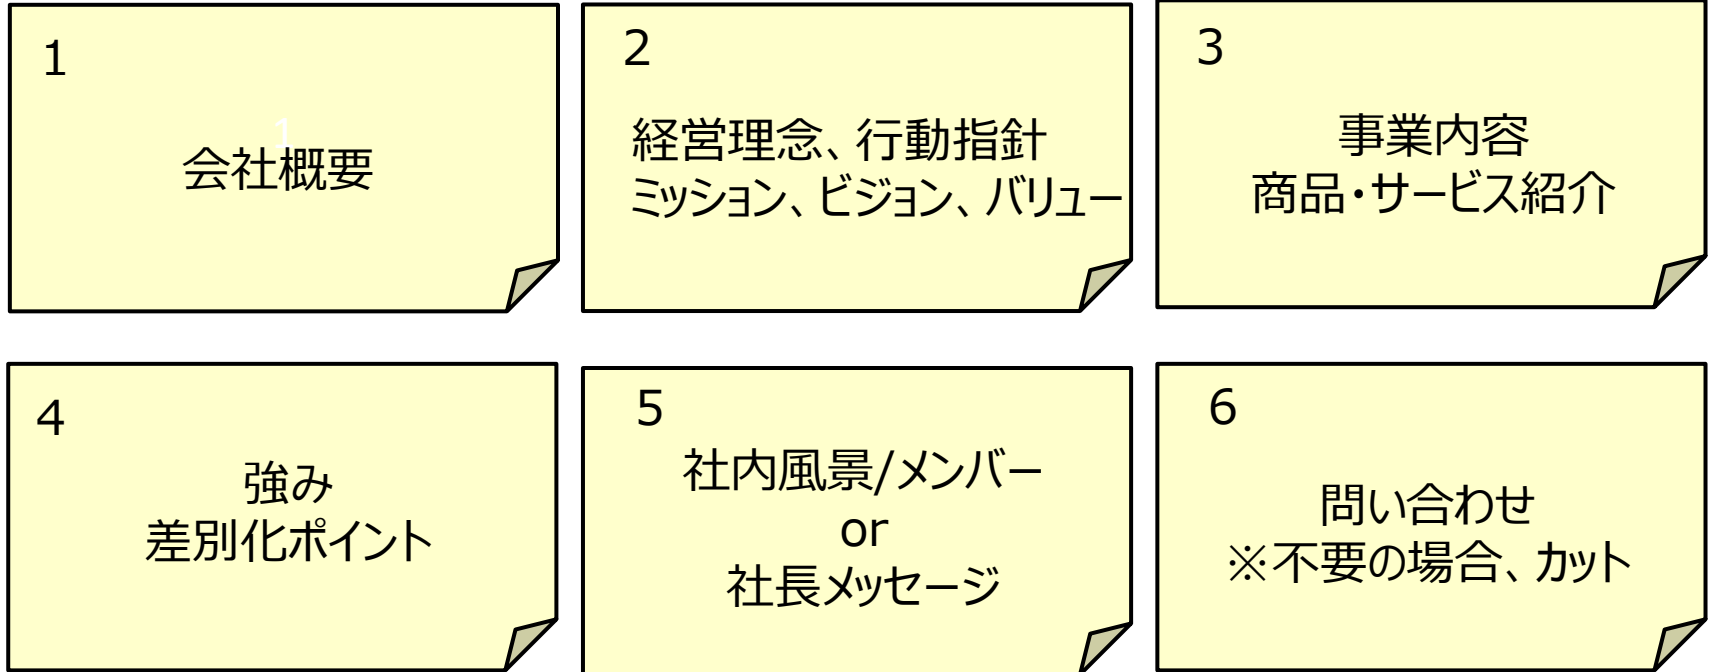 1
1
会社概要
2
経営理念、行動指針
ミッション、ビジョン、バリュー
3
事業内容
商品・サービス紹介
4
強み
差別化ポイント
5
社内風景/メンバー
or
社長メッセージ
6
問い合わせ
※不要の場合、カット